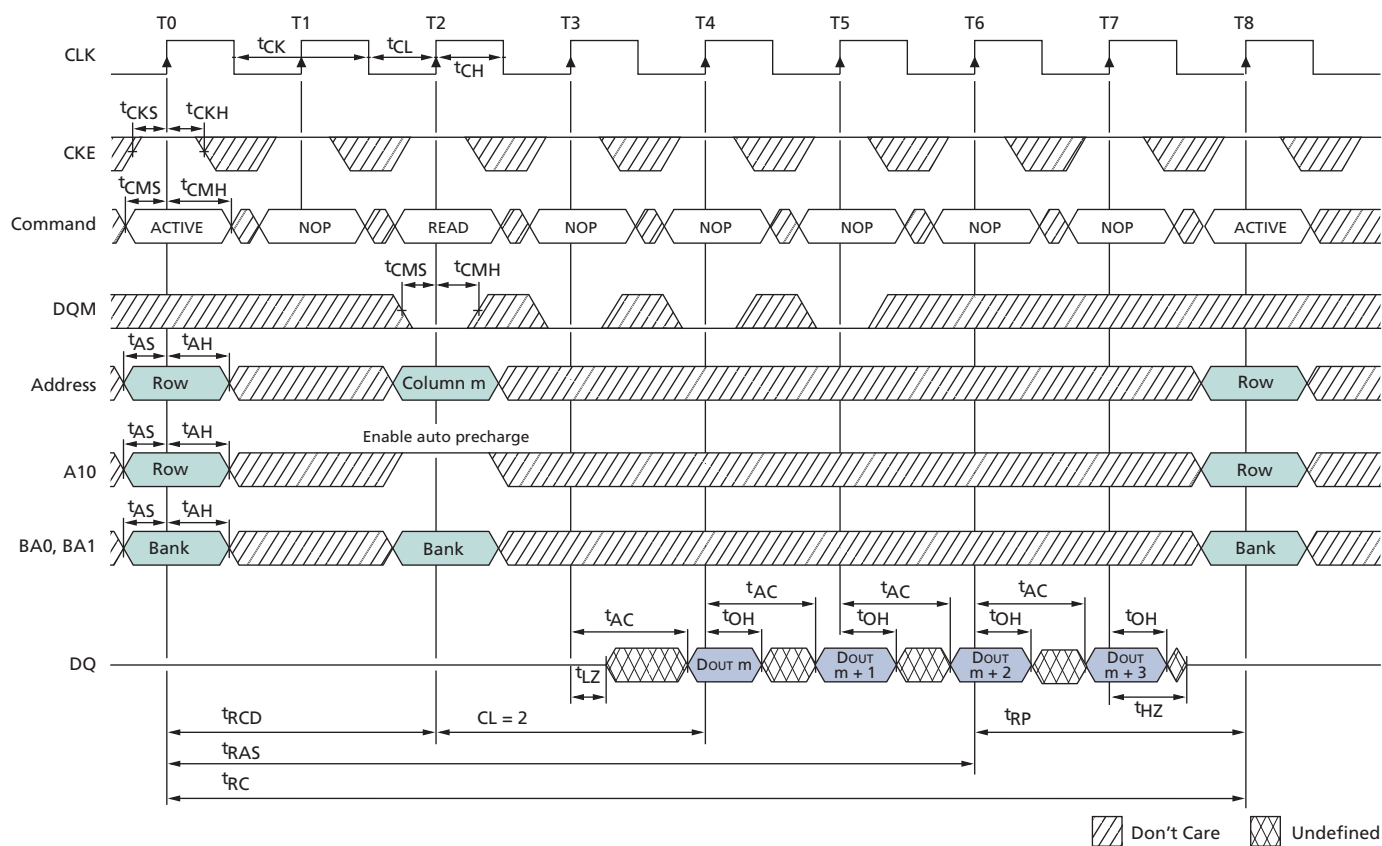 T0 T1 T2 T3 T4 T5 T6 T7 T8
CLK
tCK tCL
tCH
tCKS tCKH
CKE
tCMS tCMH
Command ACTIVE NOP READ NOP NOP NOP NOP NOP ACTIVE
tCMS tCMH
DQM
tAS tAH
Address Row Column m Row
tAS tAH
Enable auto precharge
A10 Row Row
tAS tAH
BA0, BA1 Bank Bank Bank
tAC tAC tAC
tAC tOH tOH tOH tOH
DQ DOUT m DOUT m + 1 DOUT m + 2 DOUT m + 3
tLZ
tHZ
tRCD CL = 2 tRP
tRAS
tRC
Don't Care Undefined